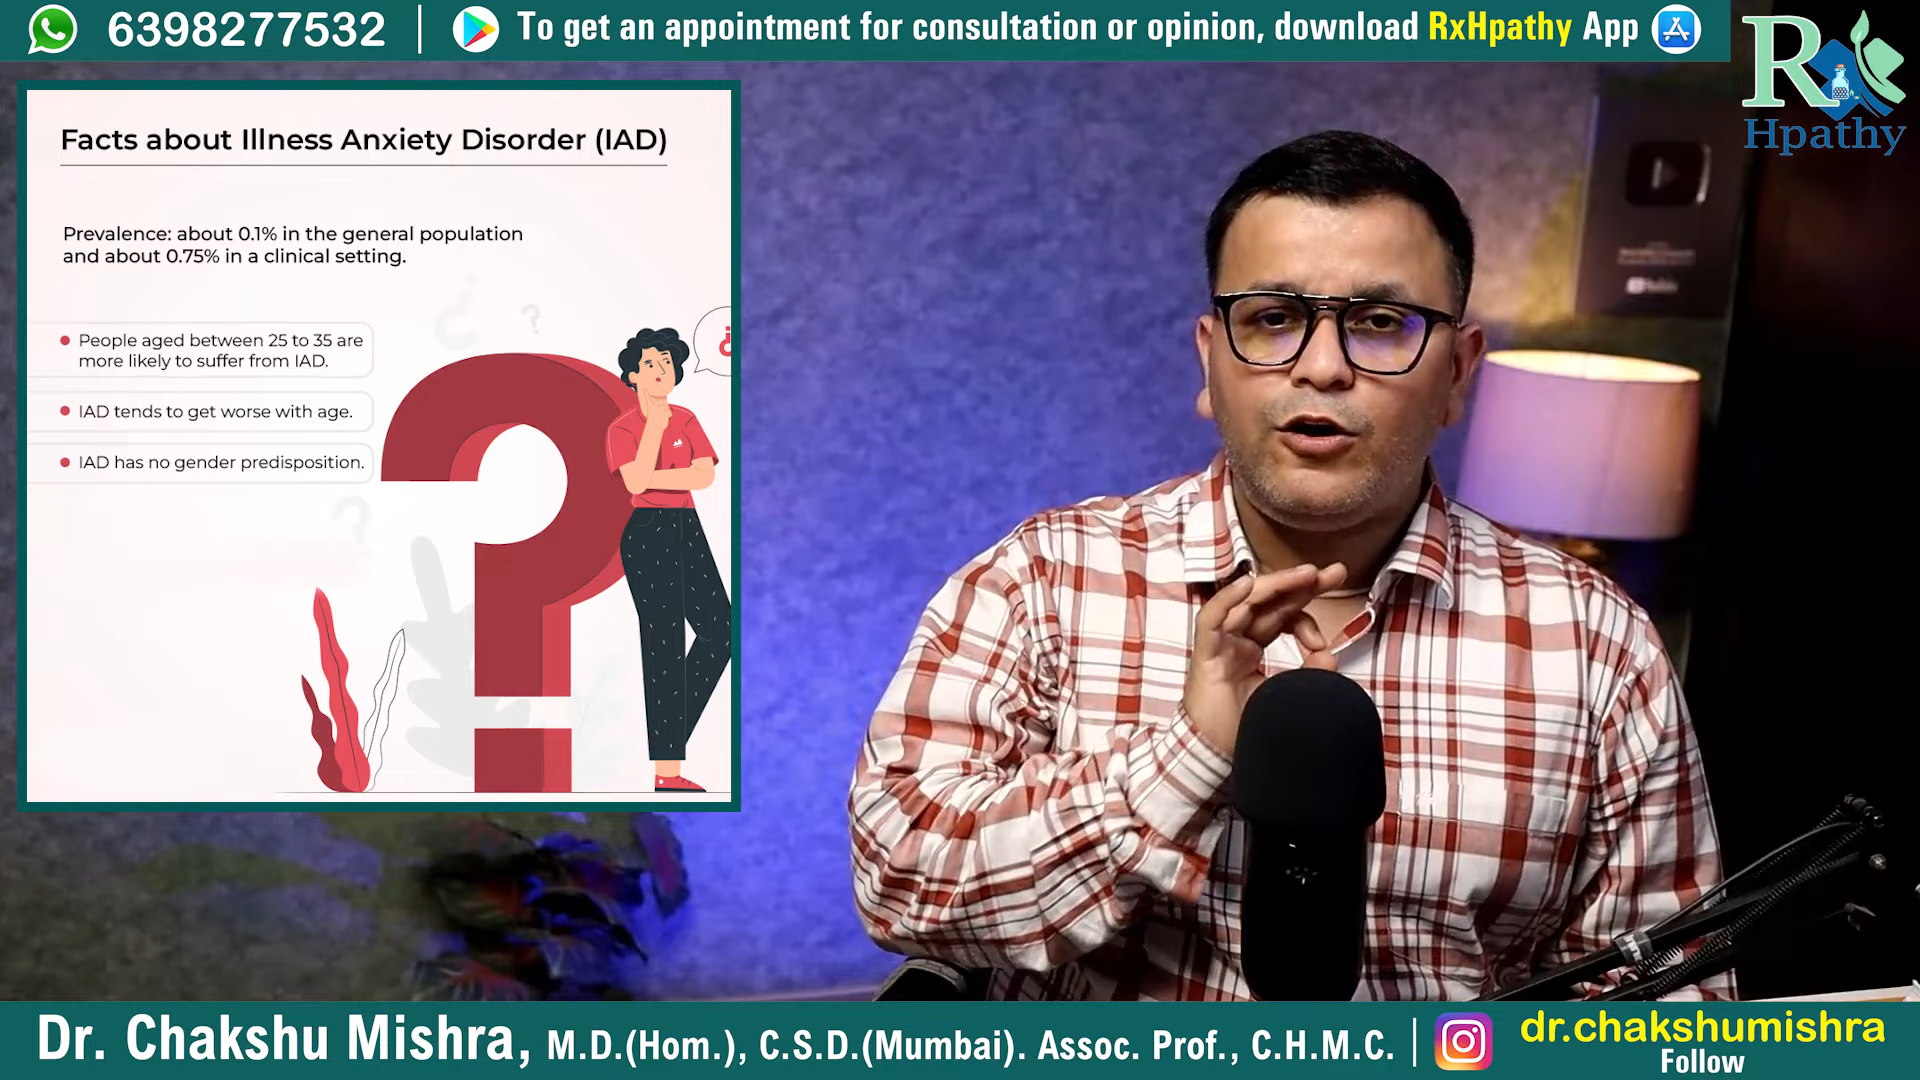 6398277532
To get an appointment for consultation or opinion, download RxHpathy App
Rx
Hpathy
Facts about Illness Anxiety Disorder (IAD)
Prevalence: about 0.1% in the general population
and about 0.75% in a clinical setting.
People aged between 25 to 35 are
more likely to suffer from IAD.
IAD tends to get worse with age.
IAD has no gender predisposition.
Dr. Chakshu Mishra, M.D.(Hom.), C.S.D.(Mumbai). Assoc. Prof., C.H.M.C.
dr.chakshumishra
Follow